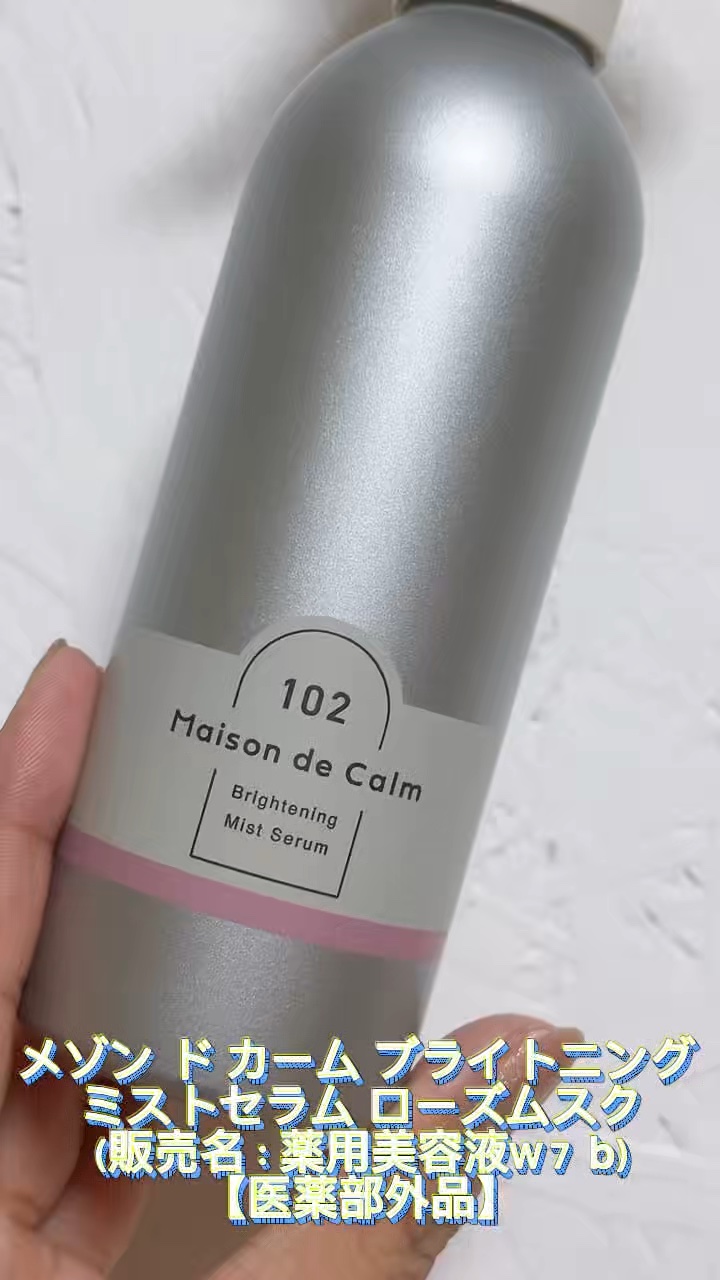 102
Maison de Calm
Brightening
Mist Serum
メゾン ド カーム ブライトニング
ミストセラム ローズムスク
(販売名：薬用美容液W7 b)
【医薬部外品】